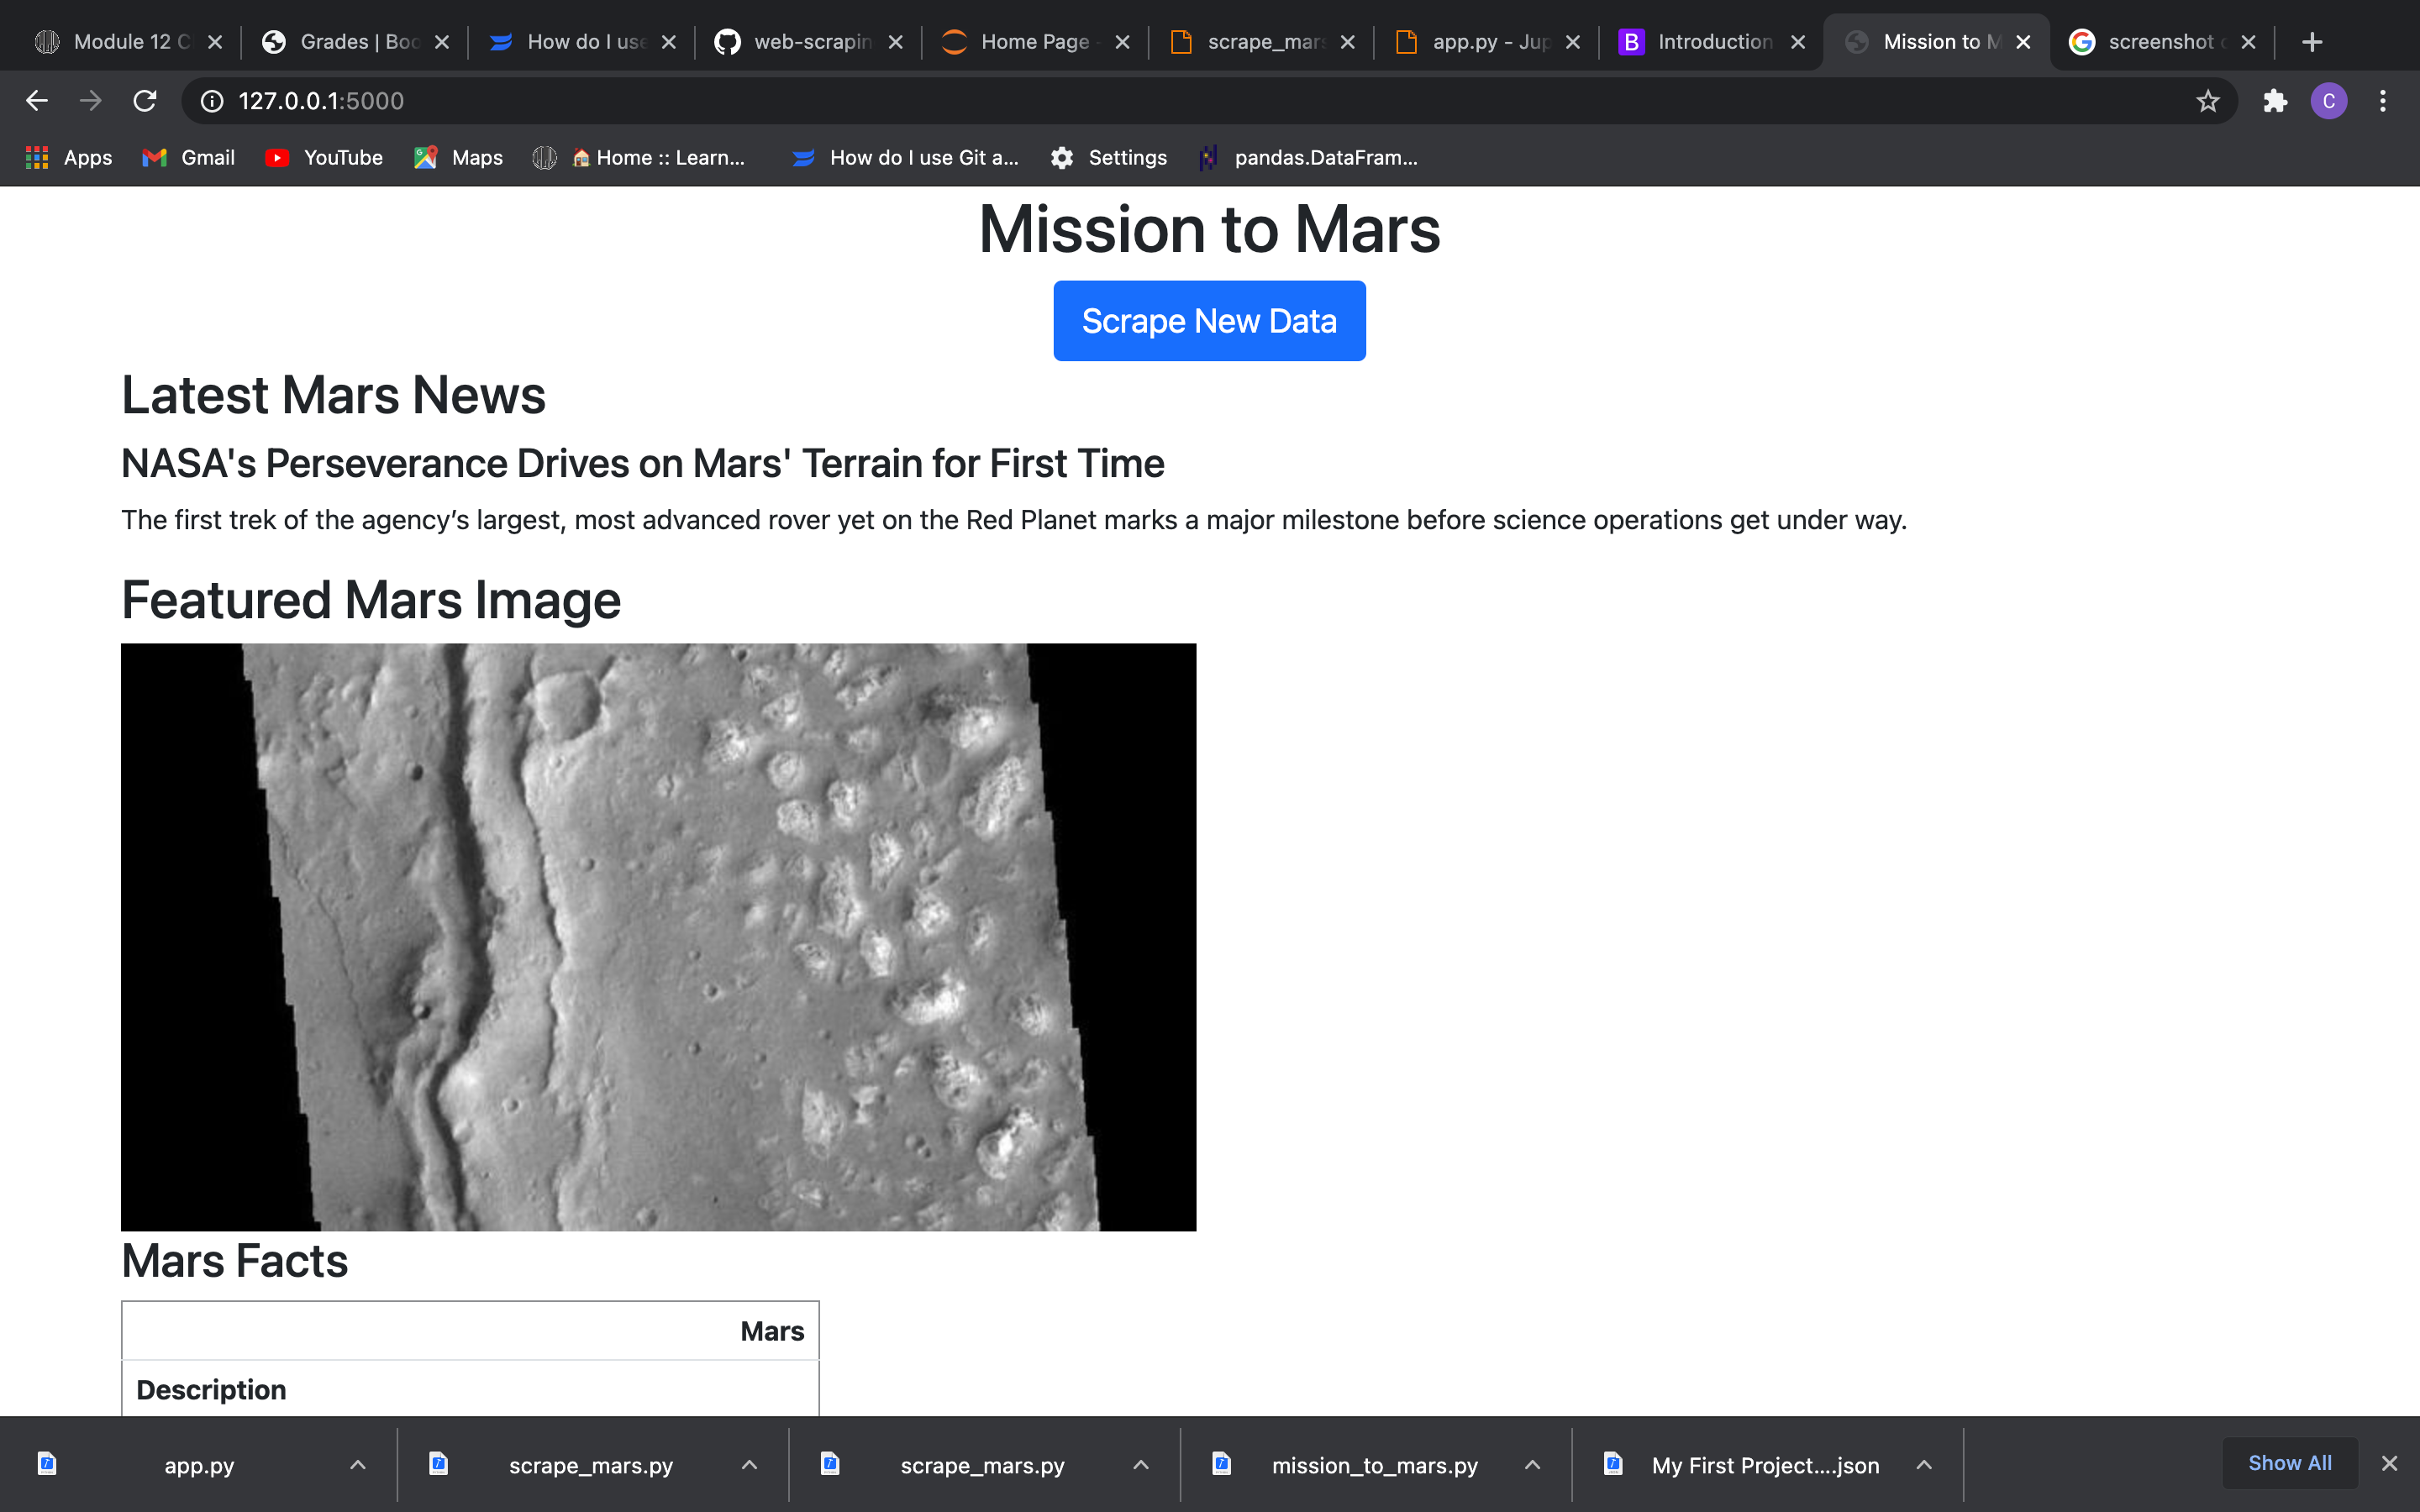 Module 12 C
Grades | Boo
How do I use
web-scrapin
Home Page -
scrape_mars
app.py - Jup
Introduction
Mission to M
screenshot
127.0.0.1:5000
C
Apps
Gmail
YouTube
Maps
Home :: Learn...
How do I use Git a...
Settings
pandas.DataFram...
Mission to Mars
Scrape New Data
Latest Mars News
NASA's Perseverance Drives on Mars' Terrain for First Time
The first trek of the agency’s largest, most advanced rover yet on the Red Planet marks a major milestone before science operations get under way.
Featured Mars Image
Mars Facts
Mars
Description
app.py
scrape_mars.py
scrape_mars.py
mission_to_mars.py
My First Project....json
Show All